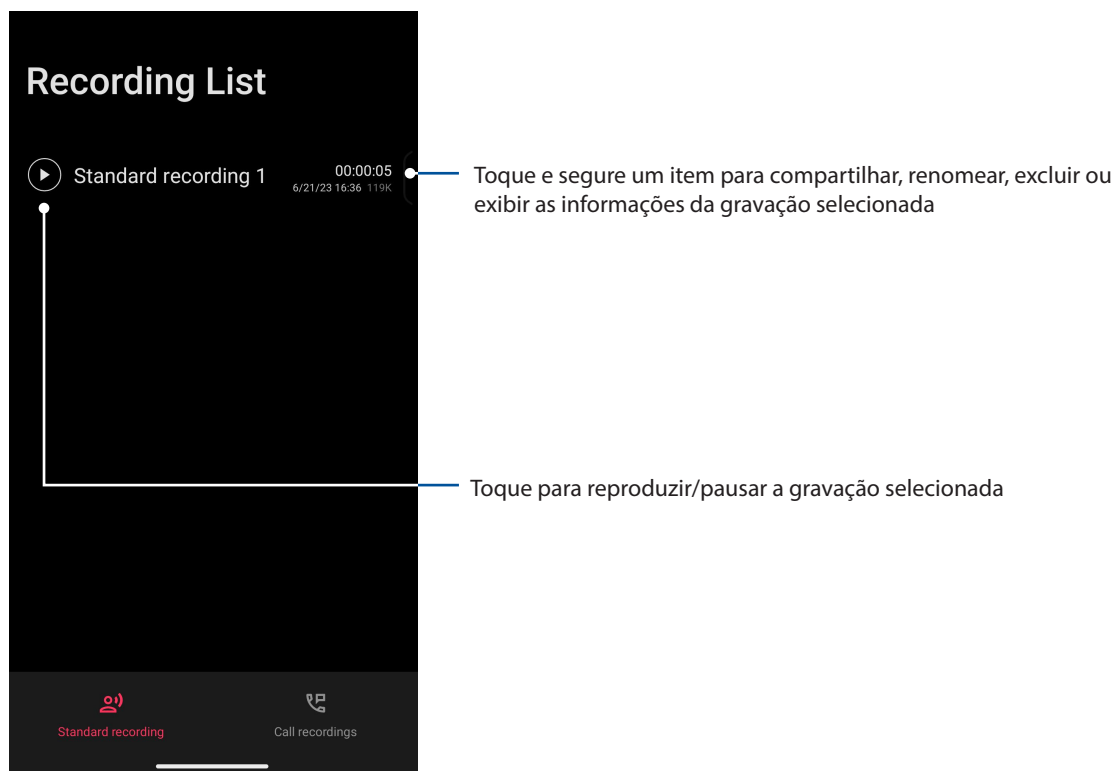 Recording List
Standard recording 1
00:00:05
6/21/23 16:36 119K
Toque e segure um item para compartilhar, renomear, excluir ou
exibir as informações da gravação selecionada
Toque para reproduzir/pausar a gravação selecionada
Standard recording
Call recordings